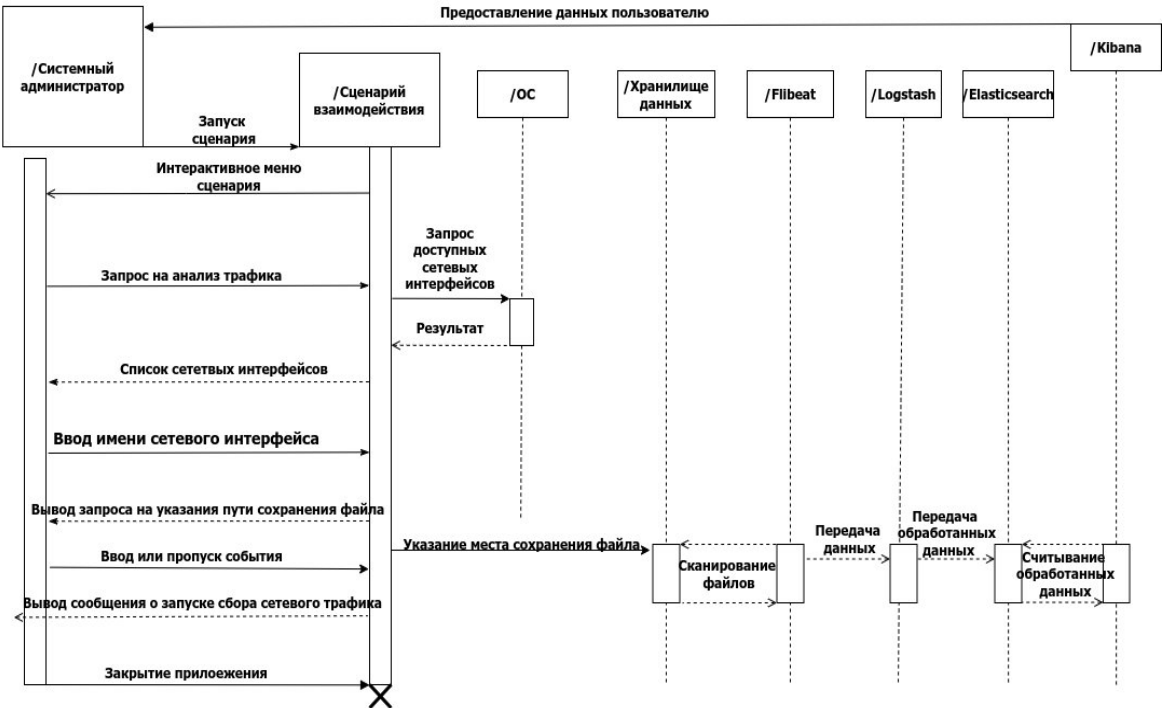 Предоставление данных пользователю
/Kibana
/Системный
администратор
/Сценарий
взаимодействия
/ОС
/Хранилище
данных
/Flibeat
/Logstash
/Elasticsearch
Запуск
сценария
Интерактивное меню
сценария
Запрос
доступных
сетевых
интерфейсов
Запрос на анализ трафика
Результат
Список сететвых интерфейсов
Ввод имени сетевого интерфейса
Вывод запроса на указания пути сохранения файла
Указание места сохранения файла
Передача
данных
Передача
обработанных
данных
Ввод или пропуск события
Сканирование
файлов
Считывание
обработанных
данных
Вывод сообщения о запуске сбора сетевого трафика
Закрытие прилоежения